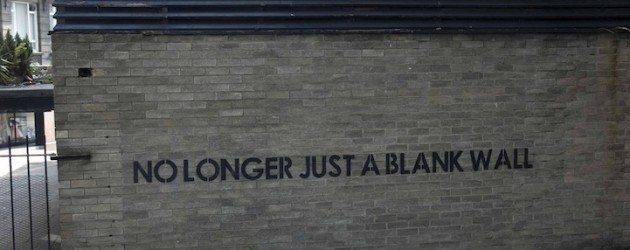 NO LONGER JUST A BLANK WALL